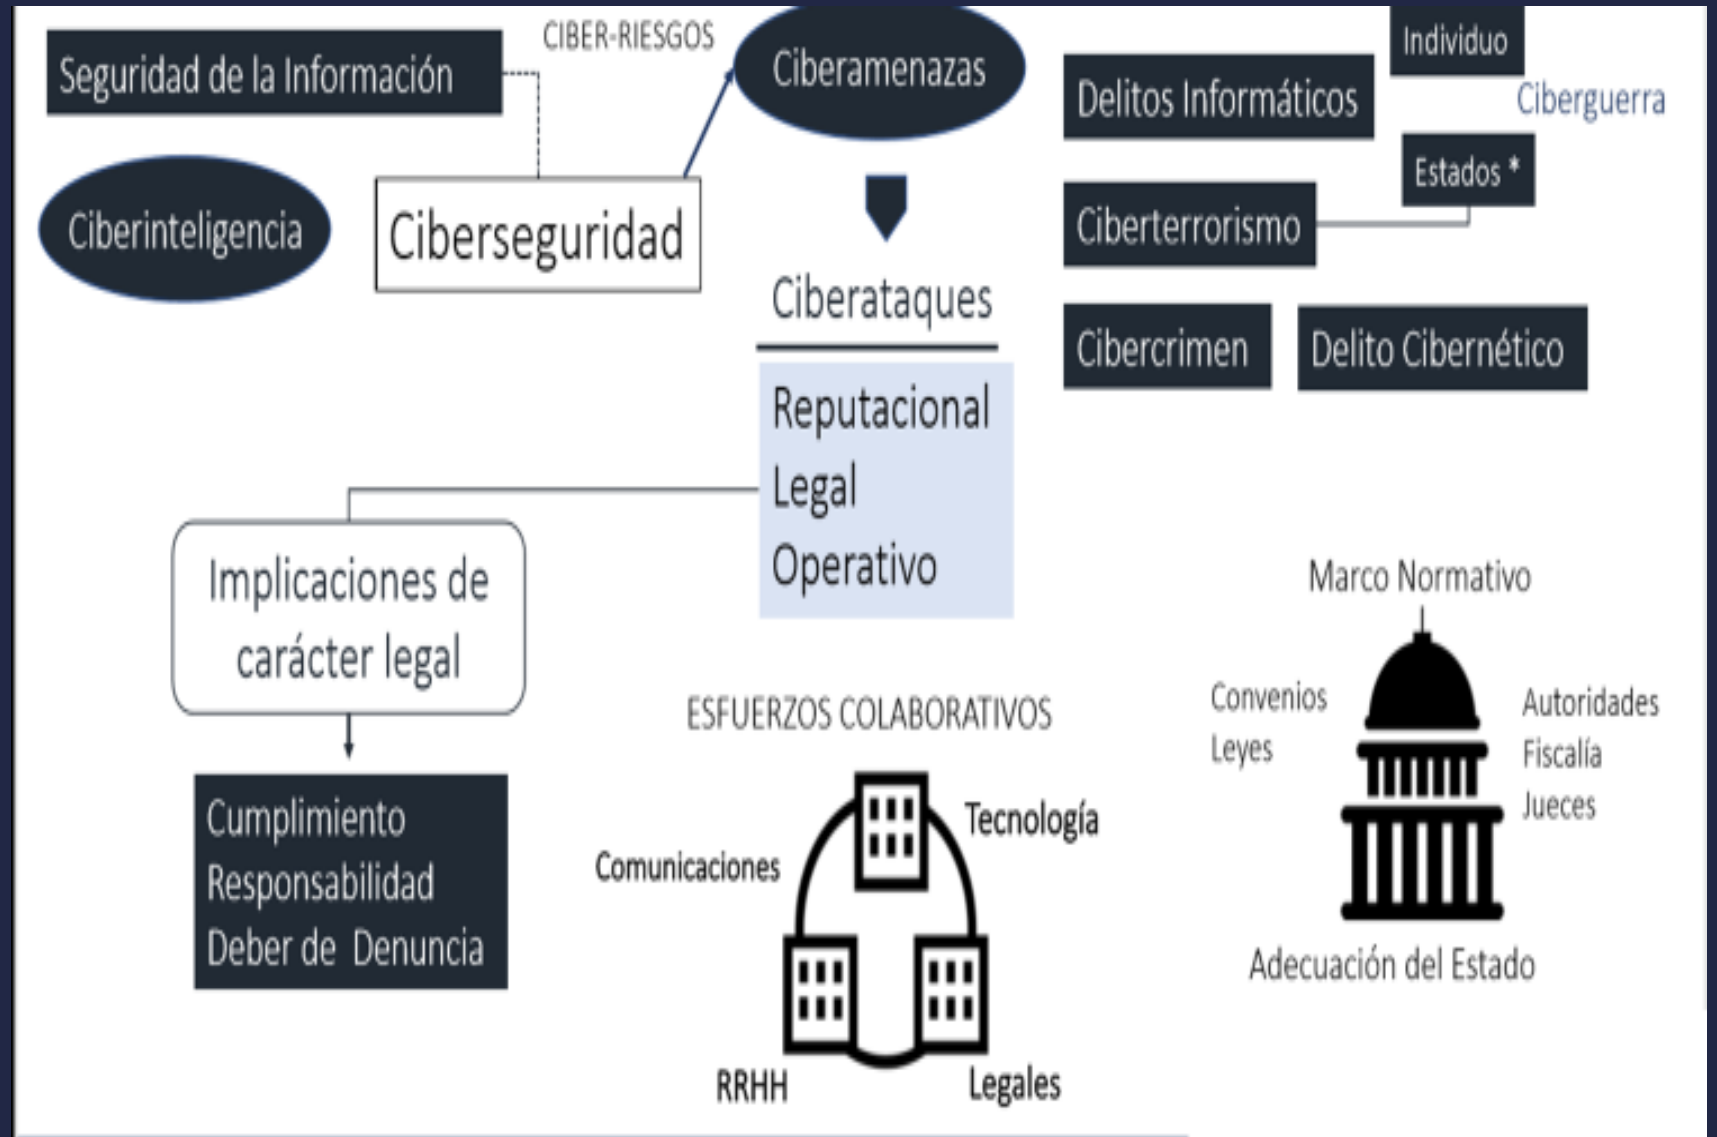 Seguridad de la Información
CIBER-RIESGOS
Ciberamenazas
Individuo
Delitos Informáticos
Ciberguerra
Estados *
Ciberinteligencia
Ciberseguridad
Ciberterrorismo
Ciberataques
Cibercrimen
Delito Cibernético
Reputacional
Legal
Operativo
Implicaciones de
carácter legal
Cumplimiento
Responsabilidad
Deber de Denuncia
ESFUERZOS COLABORATIVOS
Tecnología
Comunicaciones
RRHH
Legales
Marco Normativo
Convenios
Leyes
Autoridades
Fiscalía
Jueces
Adecuación del Estado